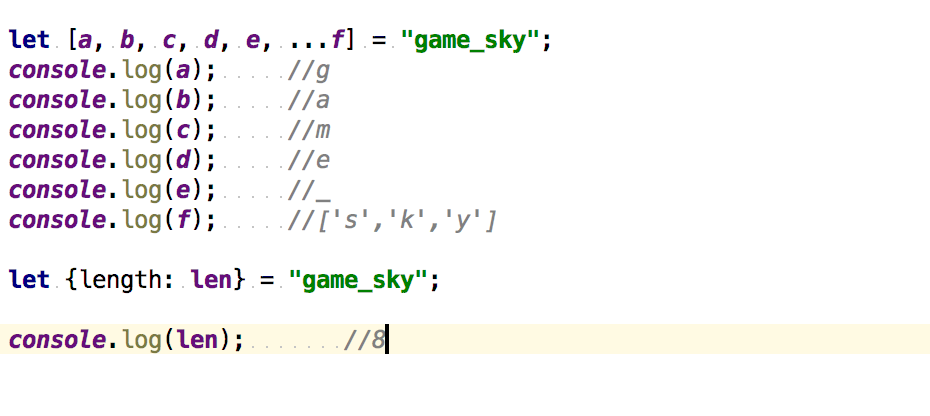 let [a, b, c, d, e, ...f] = "game_sky";
console.log(a);     //g
console.log(b);     //a
console.log(c);     //m
console.log(d);     //e
console.log(e);     //_
console.log(f);     //['s','k','y']
let {length: len} = "game_sky";
console.log(len);       //8